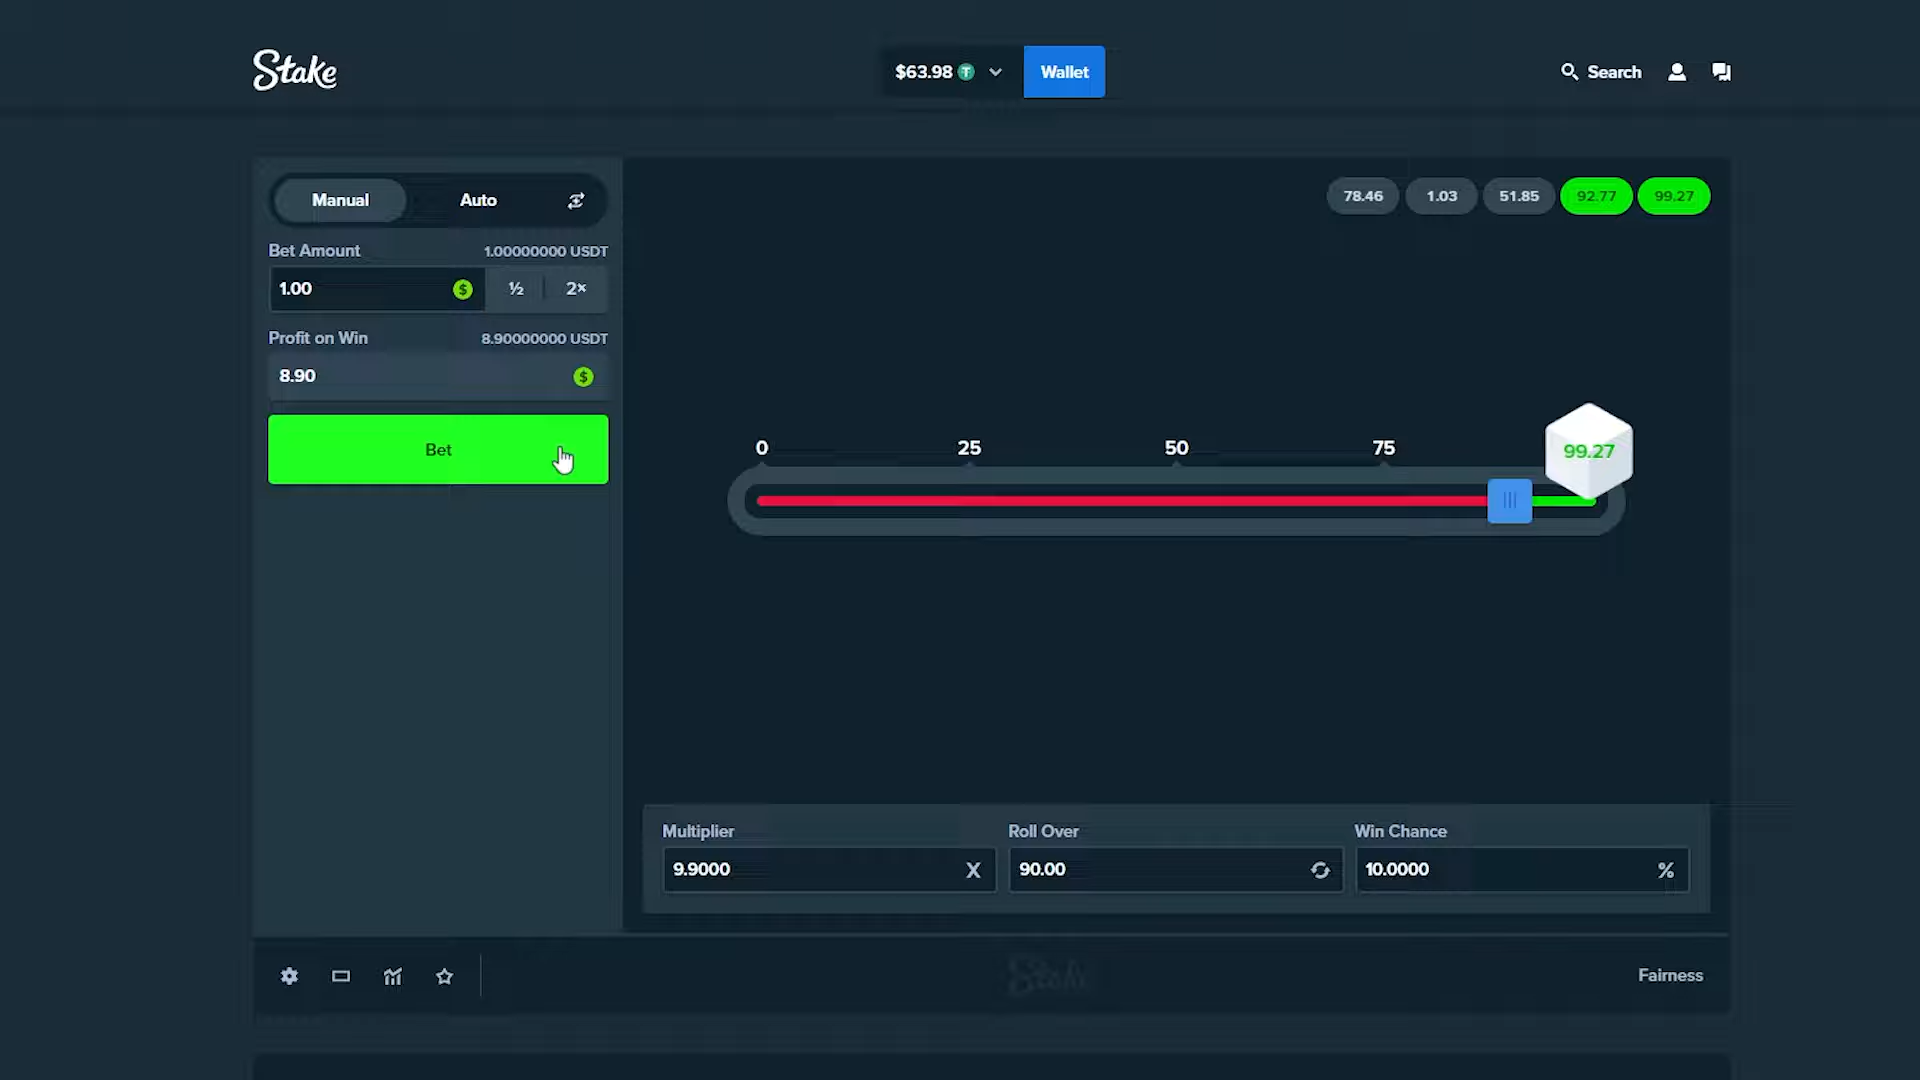 Stake
$63.98
Wallet
Search
Manual
Auto
78.46
1.03
51.85
92.77
99.27
Bet Amount
1.00000000 USDT
1.00
$
½
2×
Profit on Win
8.90000000 USDT
8.90
$
Bet
0
25
50
75
99.27
Multiplier
Roll Over
Win Chance
9.9000
X
90.00
10.0000
%
Stake
Fairness